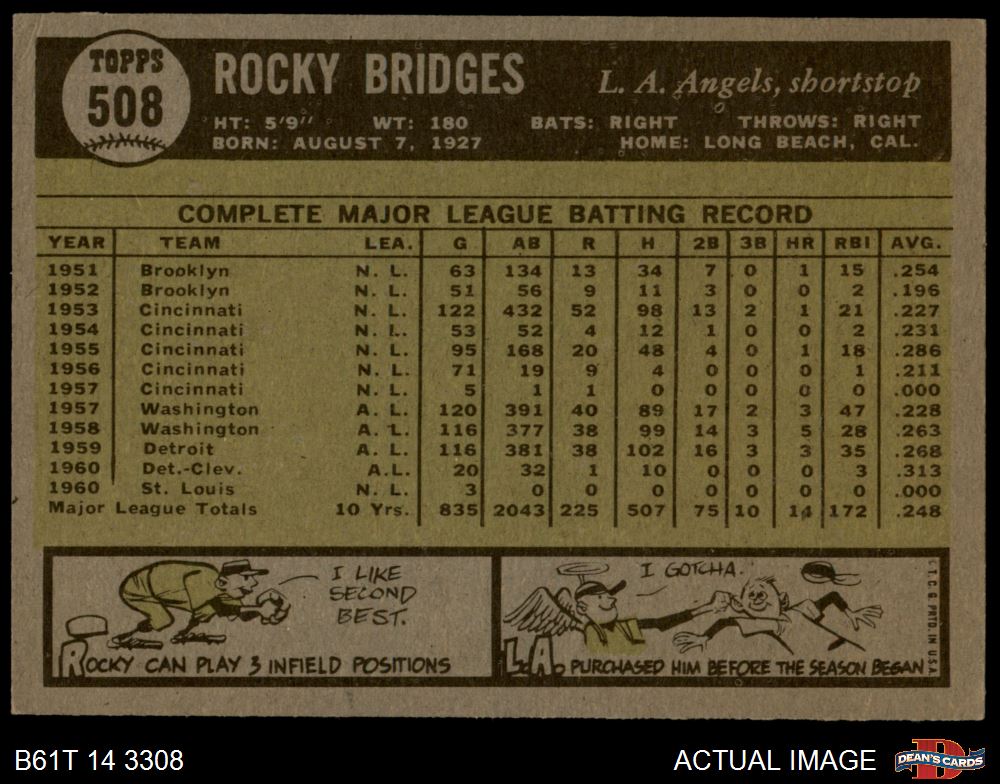 TOPPS
508
ROCKY BRIDGES
L. A. Angels, shortstop
HT: 5'9" WT: 180 BATS: RIGHT THROWS: RIGHT
BORN: AUGUST 7, 1927 HOME: LONG BEACH, CAL.
COMPLETE MAJOR LEAGUE BATTING RECORD
YEAR TEAM LEA. G AB R H 2B 3B HR RBI AVG.
1951 Brooklyn N. L. 63 134 13 34 7 0 1 15 .254
1952 Brooklyn N. L. 51 56 9 11 3 0 0 2 .196
1953 Cincinnati N. L. 122 432 52 98 13 2 1 21 .227
1954 Cincinnati N. L. 53 52 4 12 1 0 0 2 .231
1955 Cincinnati N. L. 95 168 20 48 4 0 1 18 .286
1956 Cincinnati N. L. 71 19 9 4 0 0 0 1 .211
1957 Cincinnati N. L. 5 1 1 0 0 0 0 0 .000
1957 Washington A. L. 120 391 40 89 17 2 3 47 .228
1958 Washington A. L. 116 377 38 99 14 3 5 28 .263
1959 Detroit A. L. 116 381 38 102 16 3 3 35 .268
1960 Det.-Clev. A.L. 20 32 1 10 0 0 0 3 .313
1960 St. Louis N. L. 3 0 0 0 0 0 0 0 .000
Major League Totals 10 Yrs. 835 2043 225 507 75 10 14 172 .248
I LIKE
SECOND
BEST.
ROCKY CAN PLAY 3 INFIELD POSITIONS
I GOTCHA.
L.A. PURCHASED HIM BEFORE THE SEASON BEGAN
T. C. G. PRTD. IN U.S.A.
B61T 14 3308
ACTUAL IMAGE
DEAN'S CARDS